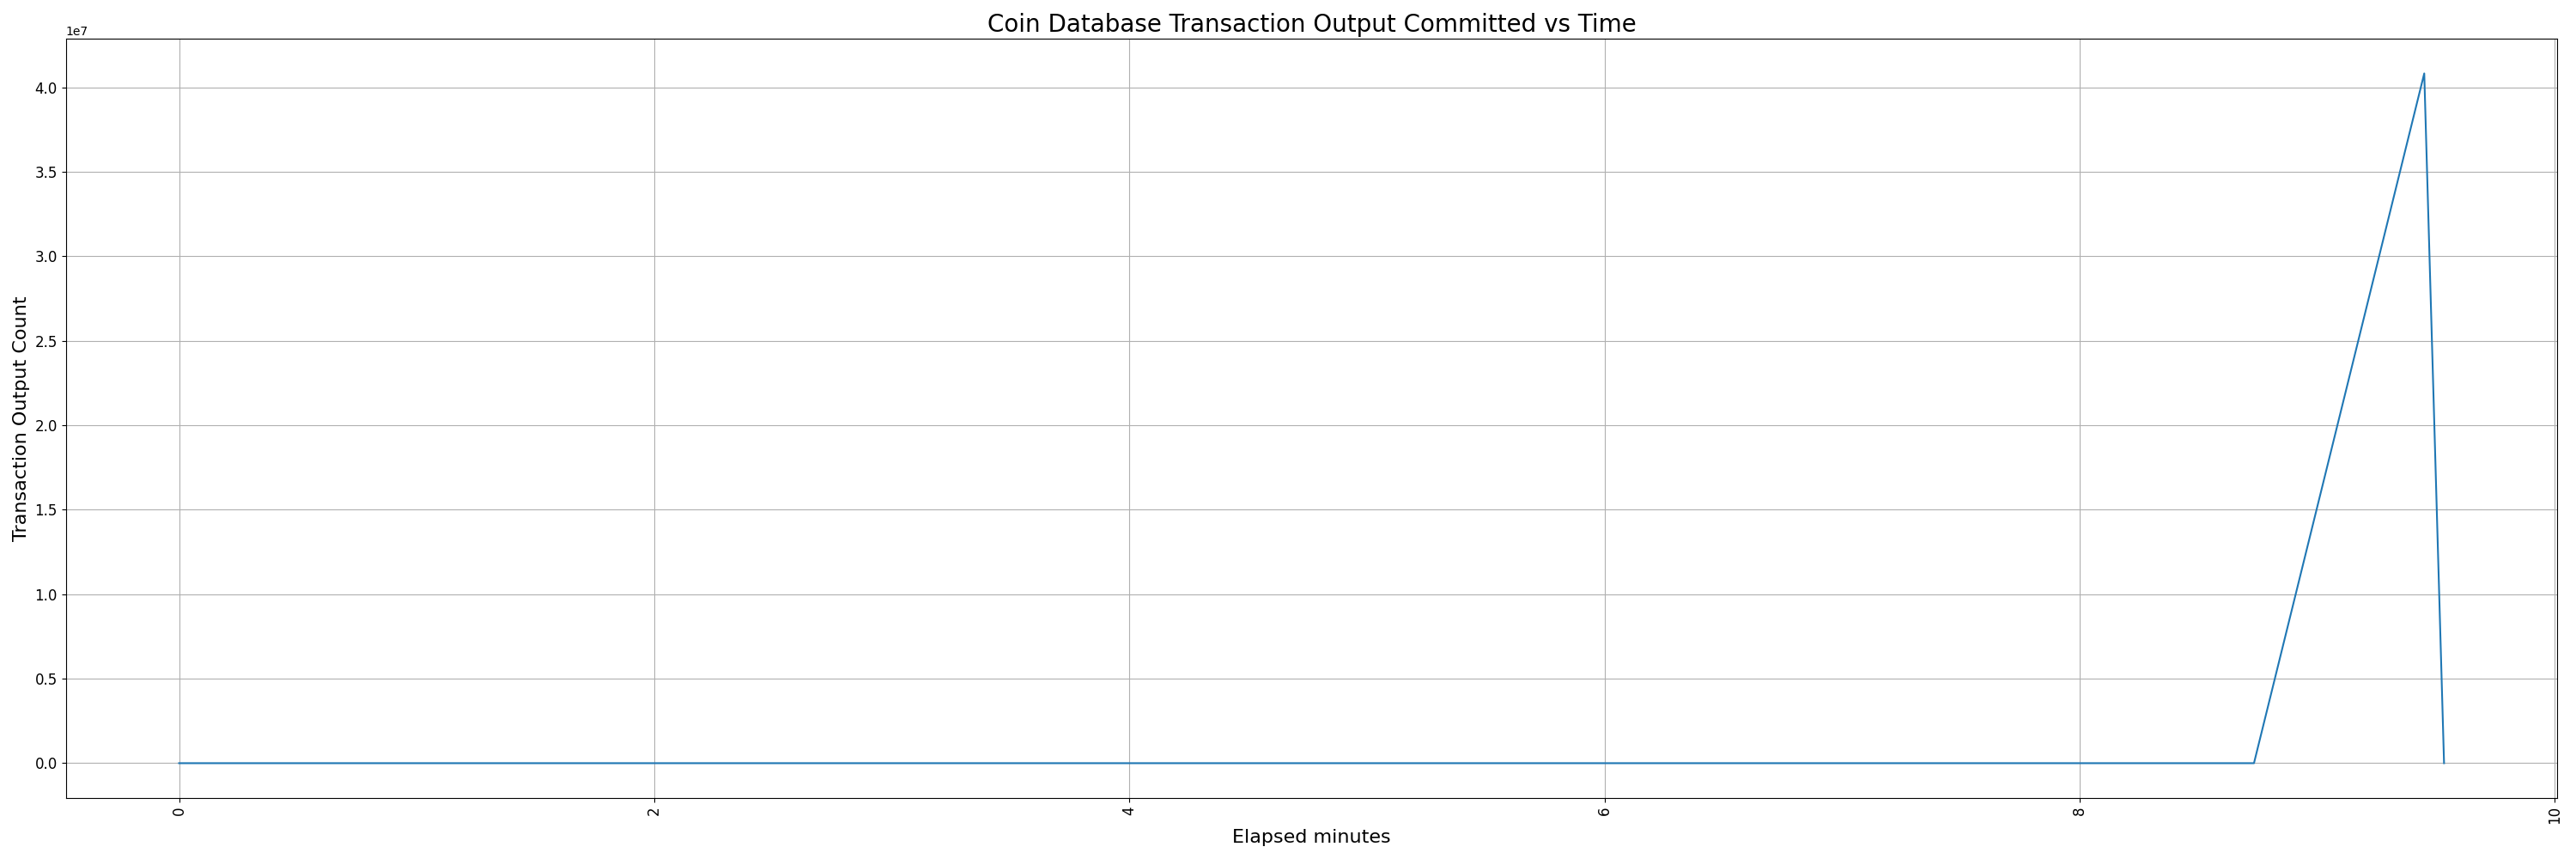 Coin Database Transaction Output Committed vs Time
1e7
4.0
3.5
3.0
2.5
2.0
1.5
1.0
0.5
0.0
Transaction Output Count
0 2 4 6 8 10
Elapsed minutes